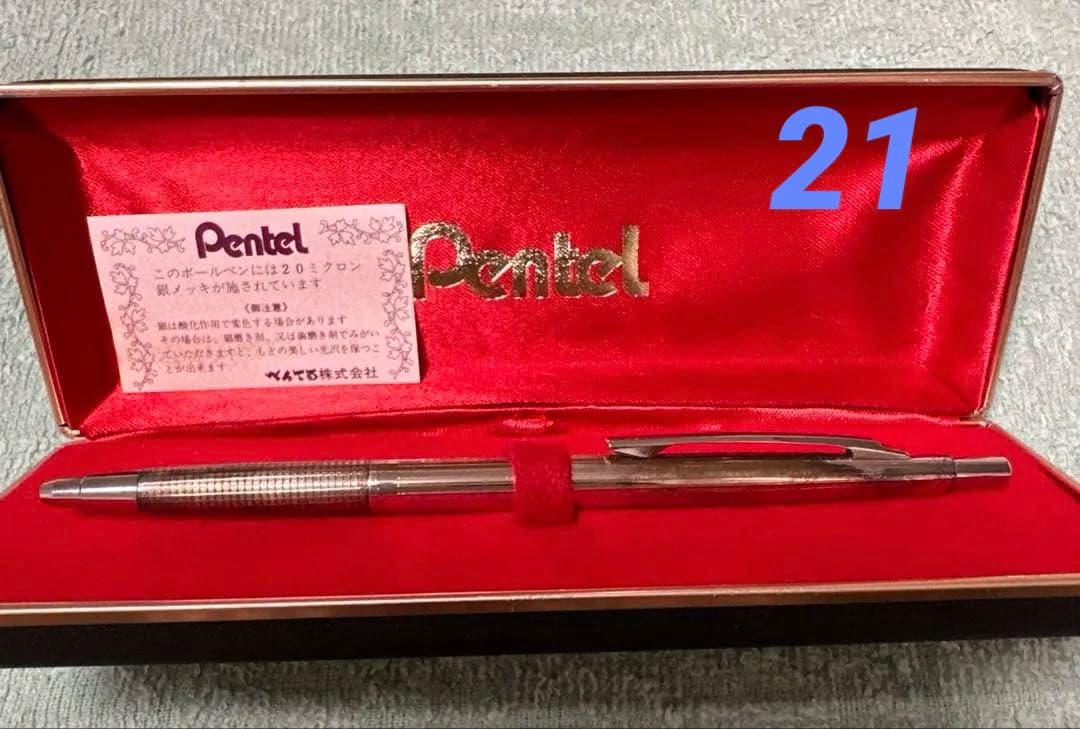 21
Pentel
Pentel
このボールペンには20ミクロン
銀メッキが施されています
《御注意》
銀は酸化作用で変色する場合があります
その場合は、銀磨き剤、又は歯磨き剤でみがい
ていただきますと、もとの美しい光沢を保つこ
とが出来ます
ぺんてる株式会社